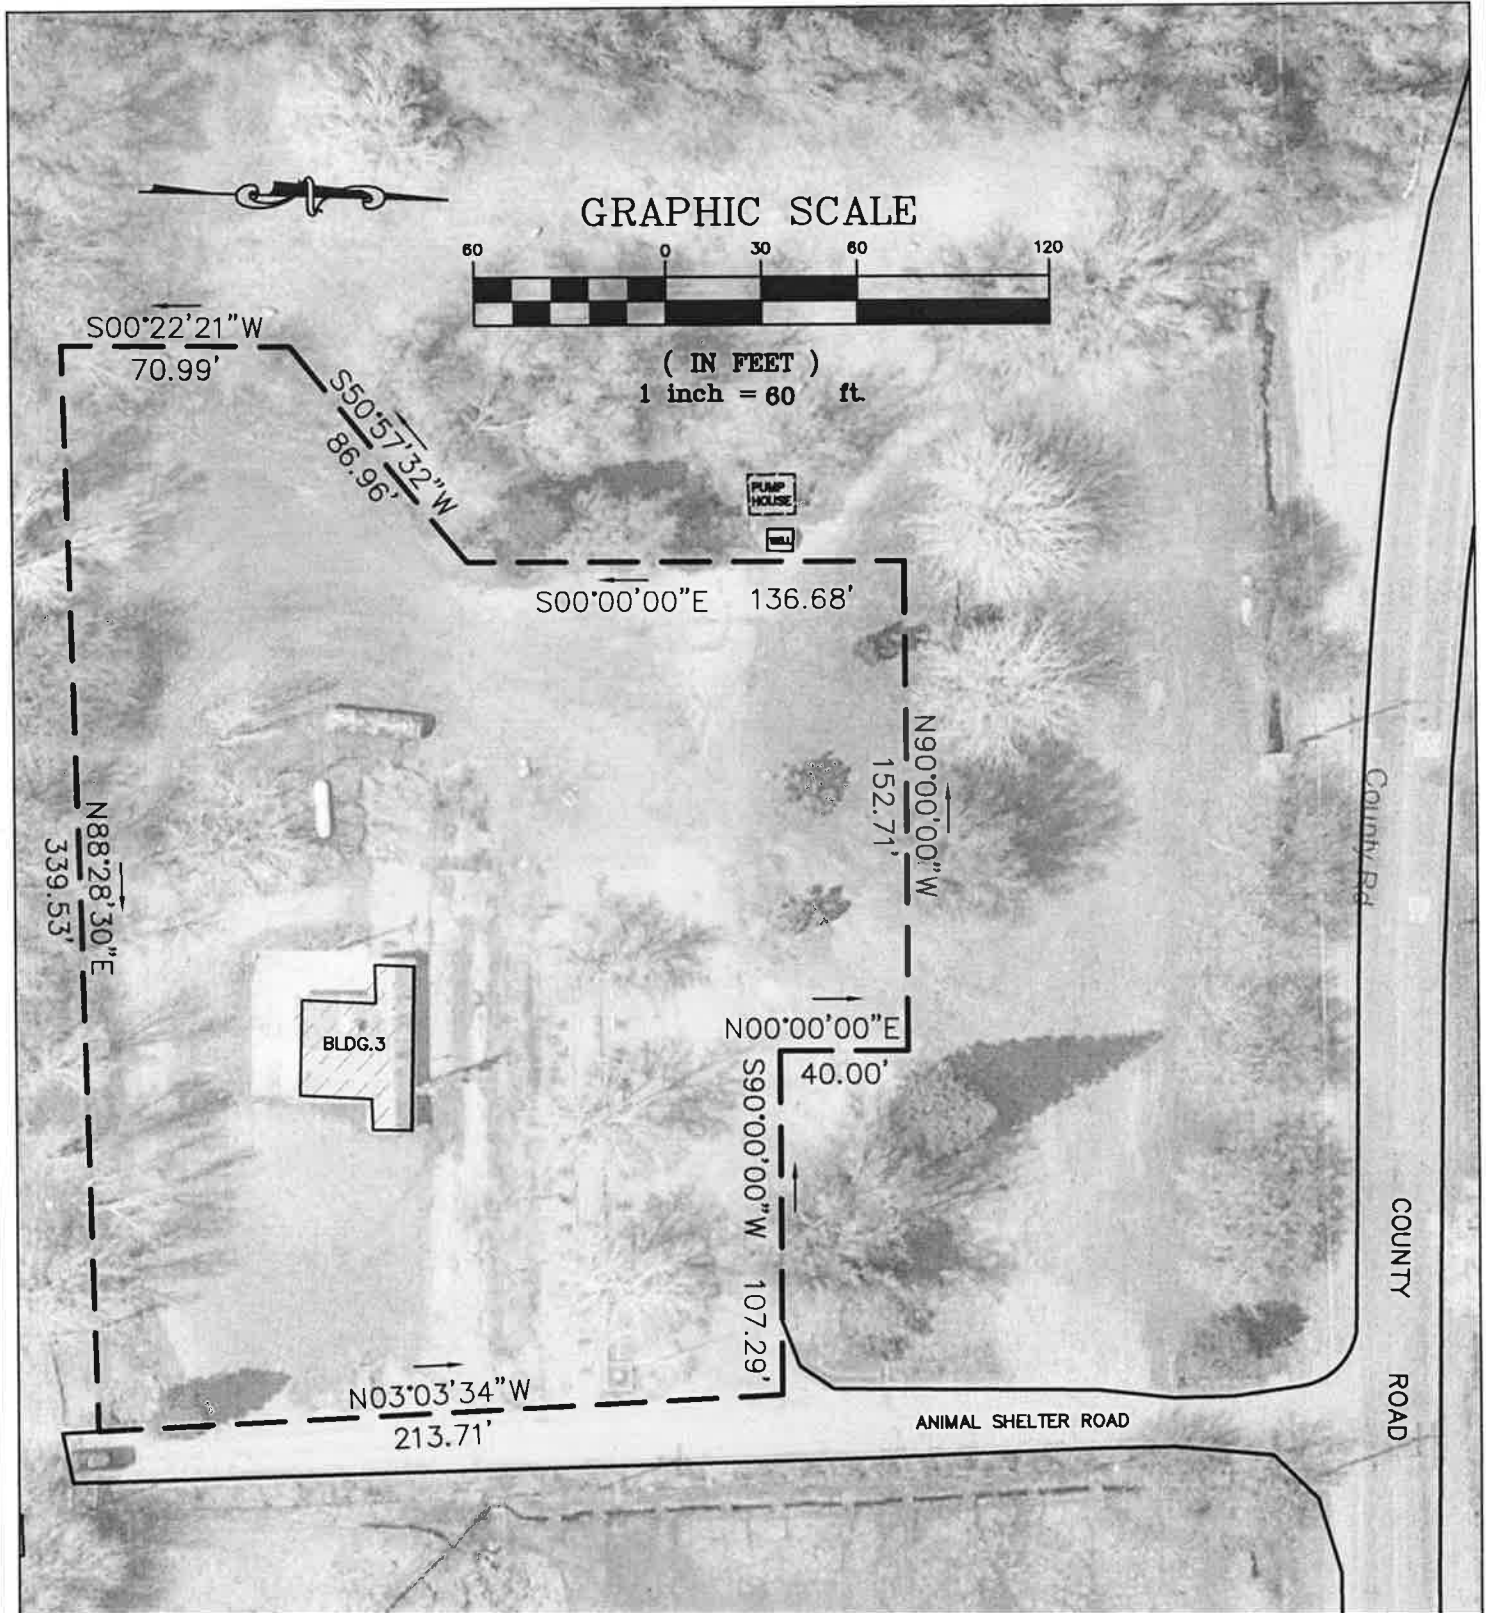 GRAPHIC SCALE
60 0 30 60 120
( IN FEET )
1 inch = 60 ft.
S00°22'21"W
70.99'
S50°57'32"W
86.96'
PUMP
HOUSE
WELL
S00°00'00"E 136.68'
N90°00'00"W
152.71'
County Rd
N88°28'30"E
339.53'
N00°00'00"E
40.00'
BLDG.3
S90°00'00"W 107.29'
COUNTY ROAD
N03°03'34"W
213.71'
ANIMAL SHELTER ROAD